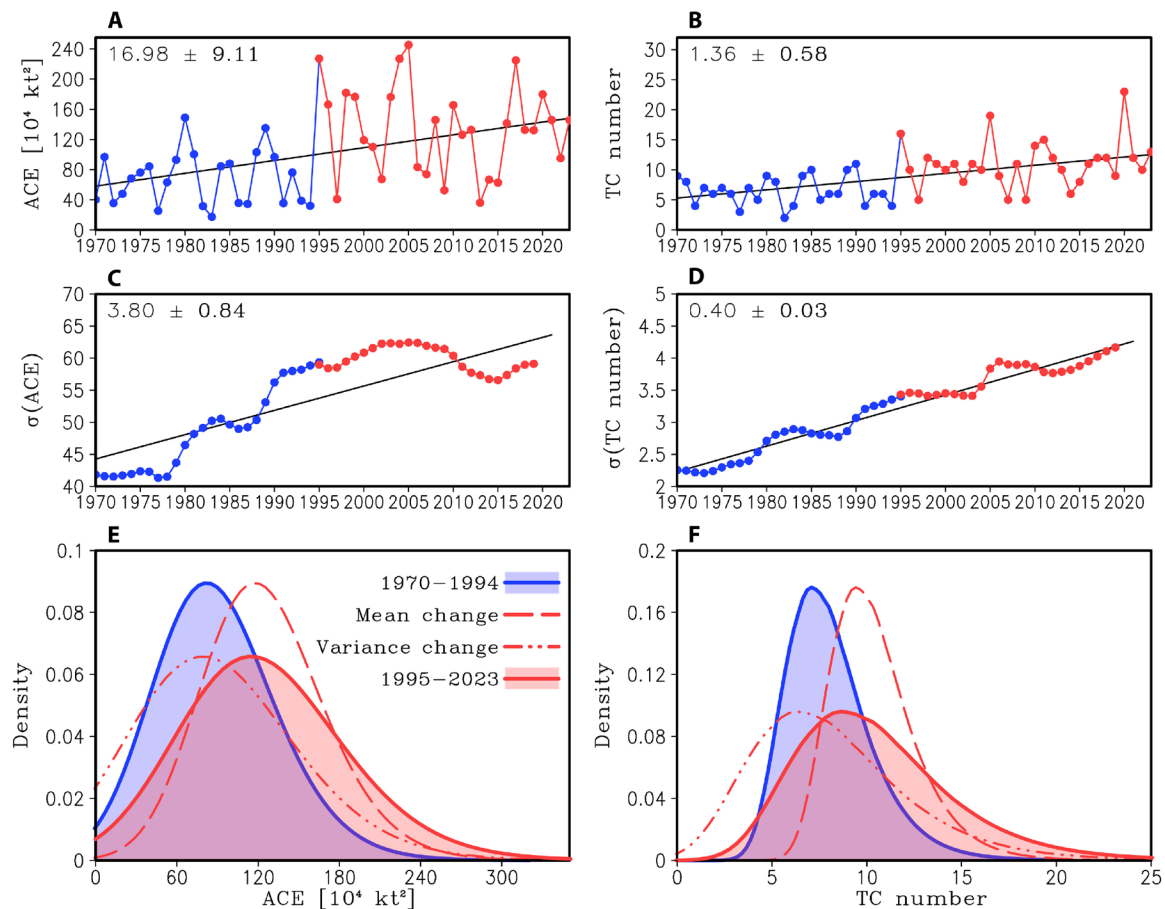 A
16.98 ± 9.11
ACE [10⁴ kt²]
240
200
160
120
80
40
0
1970 1975 1980 1985 1990 1995 2000 2005 2010 2015 2020
B
1.36 ± 0.58
TC number
30
25
20
15
10
5
0
1970 1975 1980 1985 1990 1995 2000 2005 2010 2015 2020
C
3.80 ± 0.84
σ(ACE)
70
65
60
55
50
45
40
1970 1975 1980 1985 1990 1995 2000 2005 2010 2015 2020
D
0.40 ± 0.03
σ(TC number)
5
4.5
4
3.5
3
2.5
2
1970 1975 1980 1985 1990 1995 2000 2005 2010 2015 2020
E
1970−1994
Mean change
Variance change
1995−2023
Density
0.1
0.08
0.06
0.04
0.02
0
0 60 120 180 240 300
ACE [10⁴ kt²]
F
Density
0.2
0.16
0.12
0.08
0.04
0
0 5 10 15 20 25
TC number